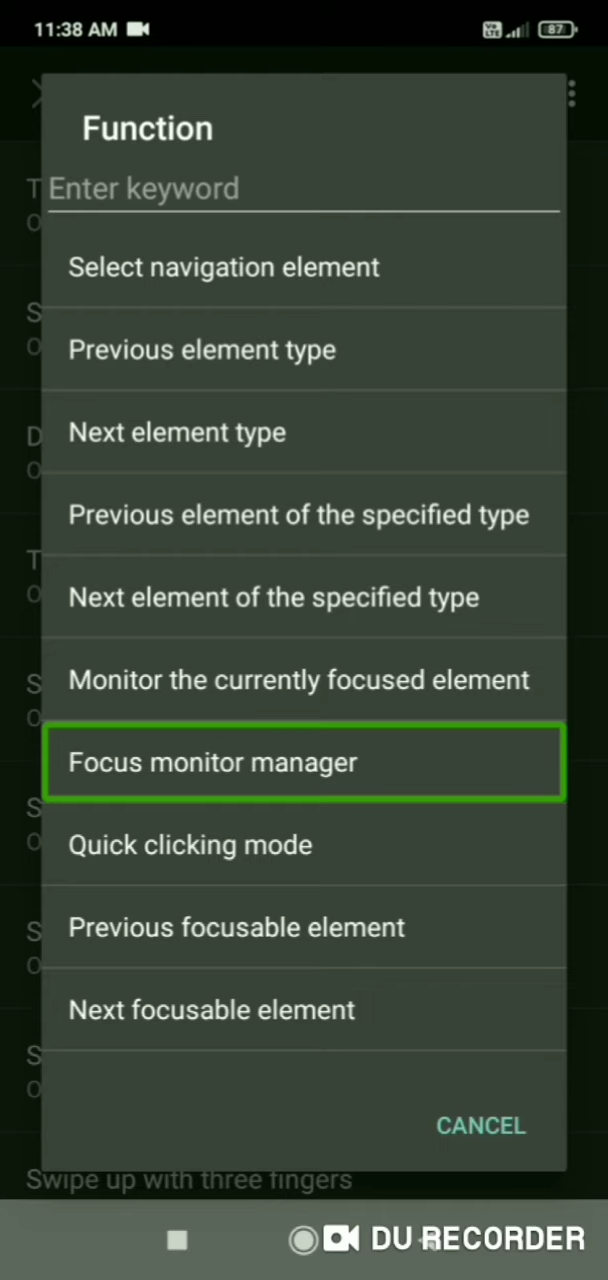 11:38 AM
Vo
LTE
87
Function
Enter keyword
Select navigation element
Previous element type
Next element type
Previous element of the specified type
Next element of the specified type
Monitor the currently focused element
Focus monitor manager
Quick clicking mode
Previous focusable element
Next focusable element
CANCEL
Swipe up with three fingers
DU RECORDER